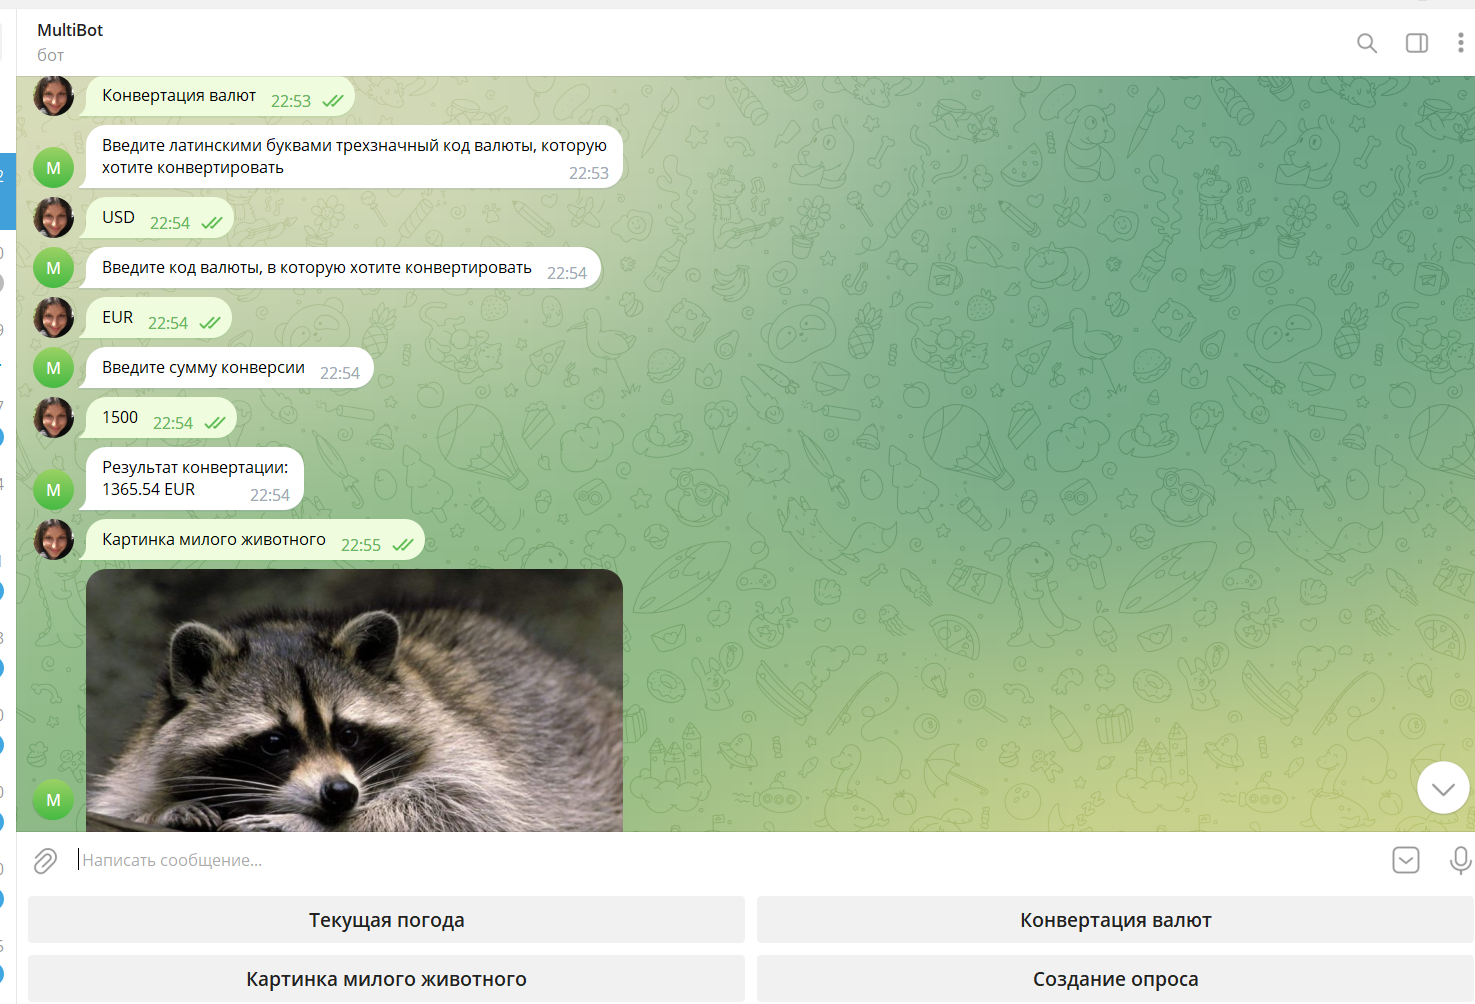 MultiBot
бот
Конвертация валют 22:53
Введите латинскими буквами трехзначный код валюты, которую
хотите конвертировать 22:53
M
USD 22:54
Введите код валюты, в которую хотите конвертировать 22:54
M
EUR 22:54
Введите сумму конверсии 22:54
M
1500 22:54
Результат конвертации:
1365.54 EUR 22:54
M
Картинка милого животного 22:55
M
Написать сообщение...
Текущая погода
Конвертация валют
Картинка милого животного
Создание опроса